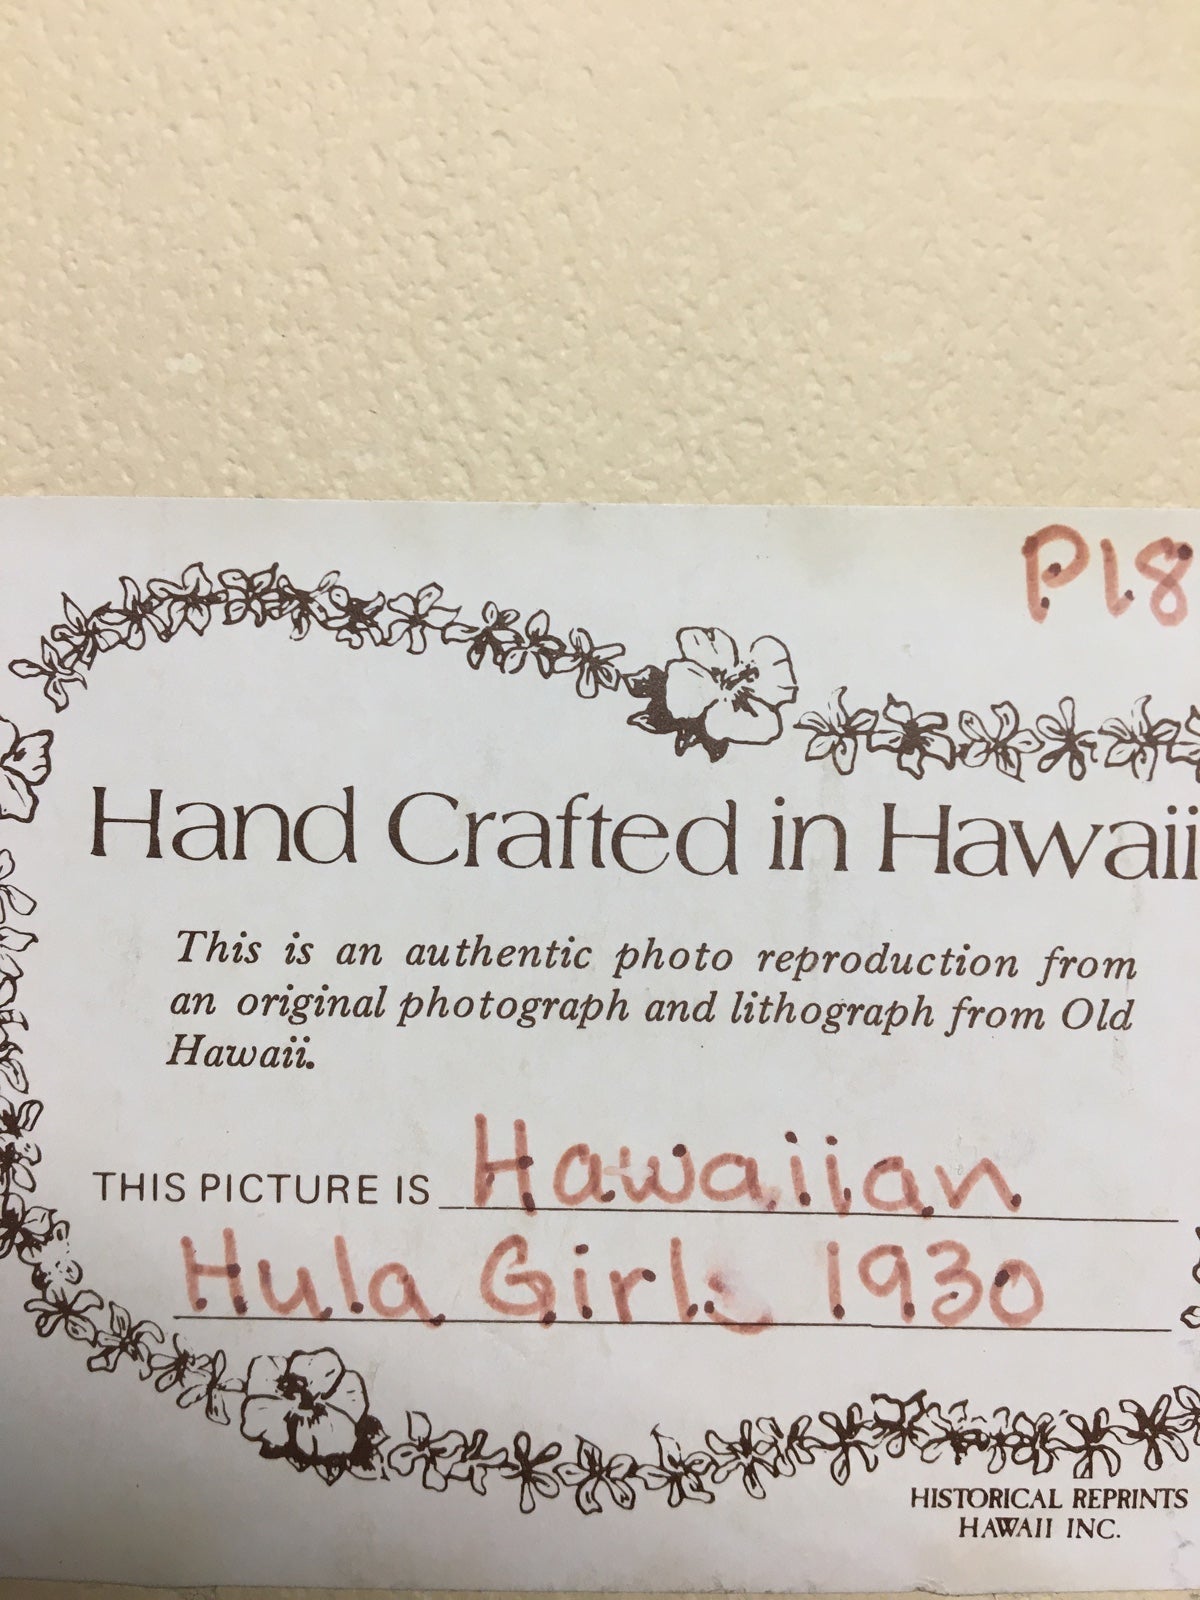 P18
Hand Crafted in Hawaii
This is an authentic photo reproduction from
an original photograph and lithograph from Old
Hawaii.
THIS PICTURE IS Hawaiian
Hula Girls 1930
HISTORICAL REPRINTS
HAWAII INC.